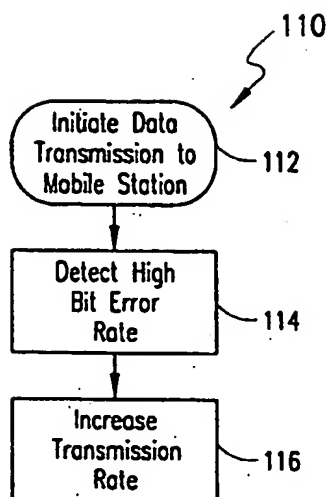 110
Initiate Data
Transmission to
Mobile Station
112
Detect High
Bit Error
Rate
114
Increase
Transmission
Rate
116